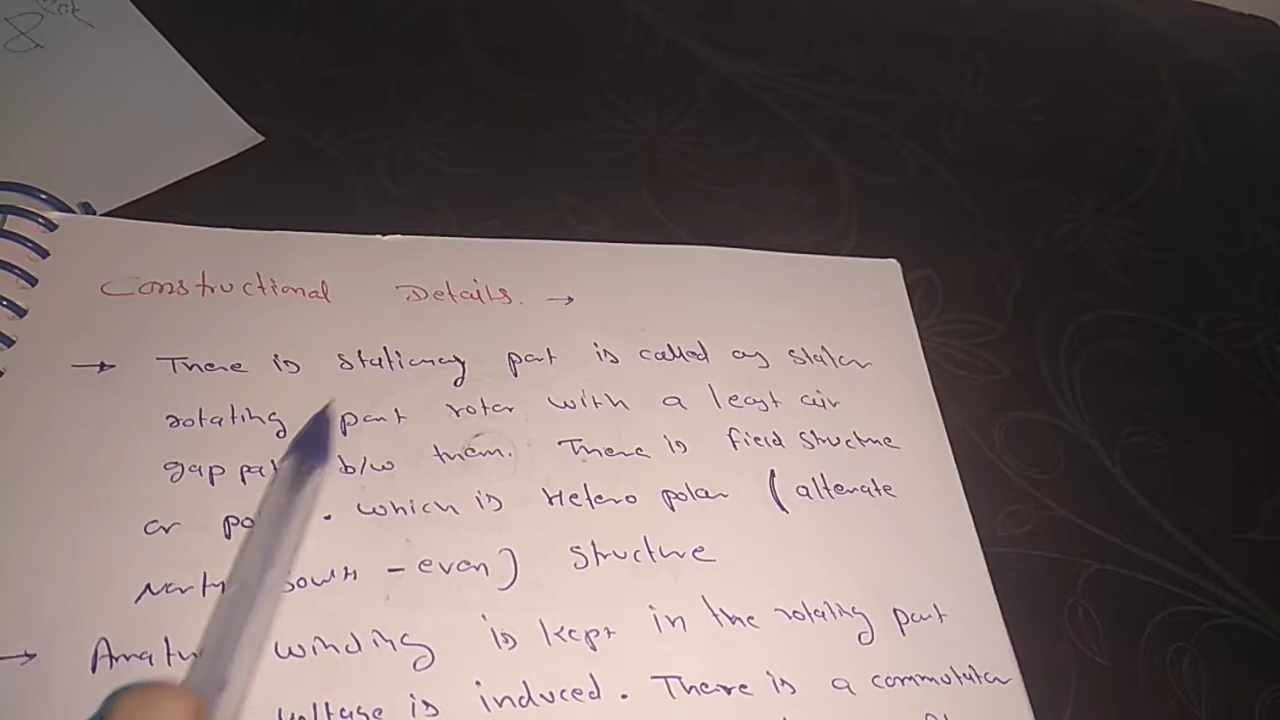 8
Constructional Details. →
→ There is stationary part is called as stator
rotating part rotor with a least air
gap b/w them. There is field structure
or . which is Hetero polar (alternate
- even) structure
→ winding is kept in the rotating part
voltage is induced. There is a commutator